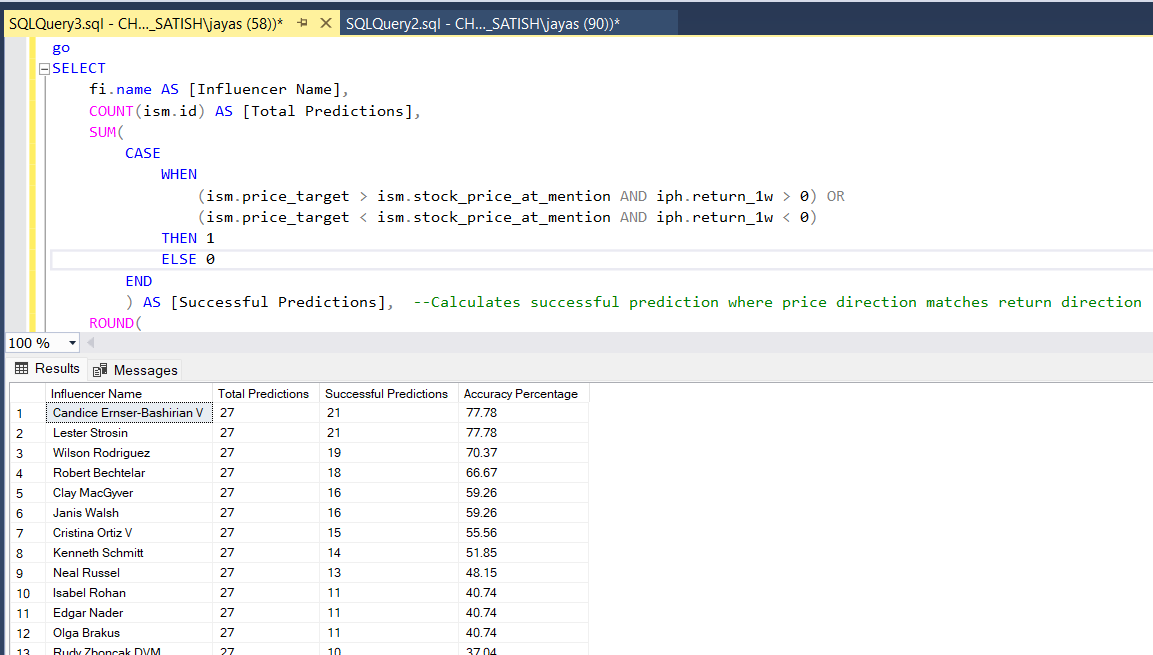 SQLQuery3.sql - CH..._SATISH\jayas (58))* SQLQuery2.sql - CH..._SATISH\jayas (90))*
go
SELECT
fi.name AS [Influencer Name],
COUNT(ism.id) AS [Total Predictions],
SUM(
CASE
WHEN
(ism.price_target > ism.stock_price_at_mention AND iph.return_1w > 0) OR
(ism.price_target < ism.stock_price_at_mention AND iph.return_1w < 0)
THEN 1
ELSE 0
END
) AS [Successful Predictions], --Calculates successful prediction where price direction matches return direction
ROUND(
100 %
Results Messages
Influencer Name Total Predictions Successful Predictions Accuracy Percentage
1 Candice Ernser-Bashirian V 27 21 77.78
2 Lester Strosin 27 21 77.78
3 Wilson Rodriguez 27 19 70.37
4 Robert Bechtelar 27 18 66.67
5 Clay MacGyver 27 16 59.26
6 Janis Walsh 27 16 59.26
7 Cristina Ortiz V 27 15 55.56
8 Kenneth Schmitt 27 14 51.85
9 Neal Russel 27 13 48.15
10 Isabel Rohan 27 11 40.74
11 Edgar Nader 27 11 40.74
12 Olga Brakus 27 11 40.74
13 Rudy Zboncak DVM 27 10 37.04